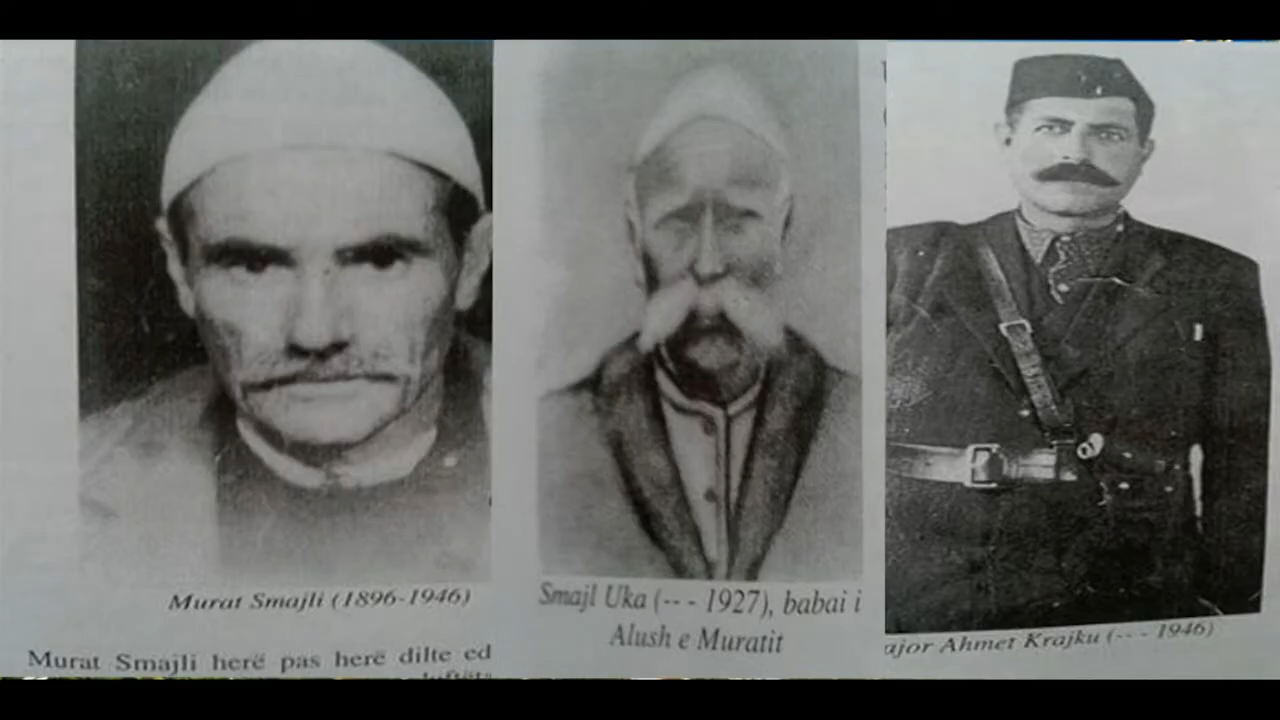 Murat Smajli (1896-1946)
Murat Smajli herë pas herë dilte ed
Smajl Uka (-- - 1927), babai i
Alush e Muratit
ajor Ahmet Krajku (-- - 1946)